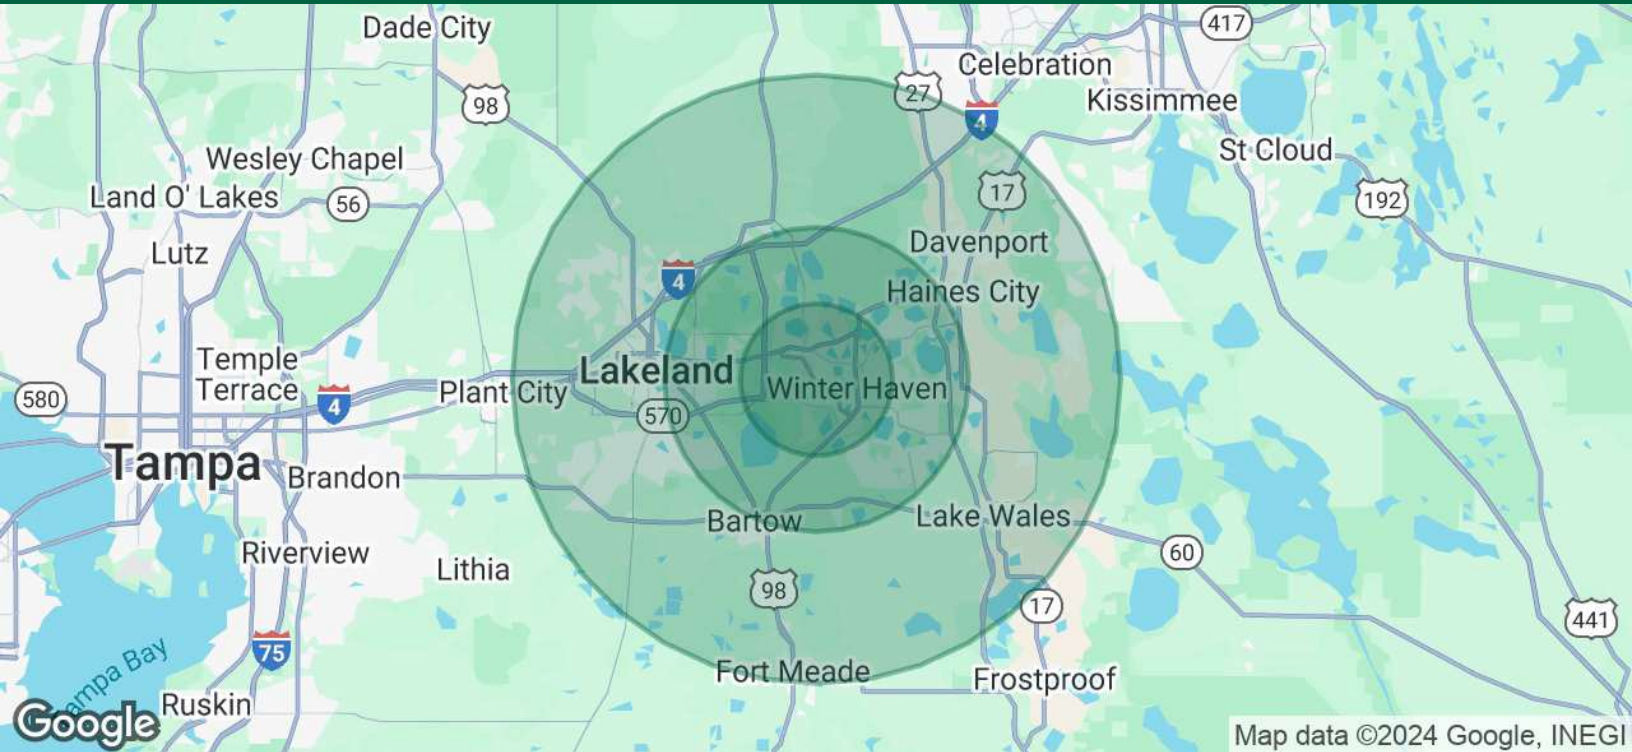 Dade City
417
Celebration
27
98
Kissimmee
4
St Cloud
Wesley Chapel
17
Land O' Lakes
56
192
Lutz
Davenport
4
Haines City
Temple
Terrace
Lakeland
Plant City
Winter Haven
580
4
570
Tampa
Brandon
Bartow
Lake Wales
Riverview
60
Lithia
98
17
441
75
Fort Meade
Frostproof
Tampa Bay
Ruskin
Google
Map data ©2024 Google, INEGI